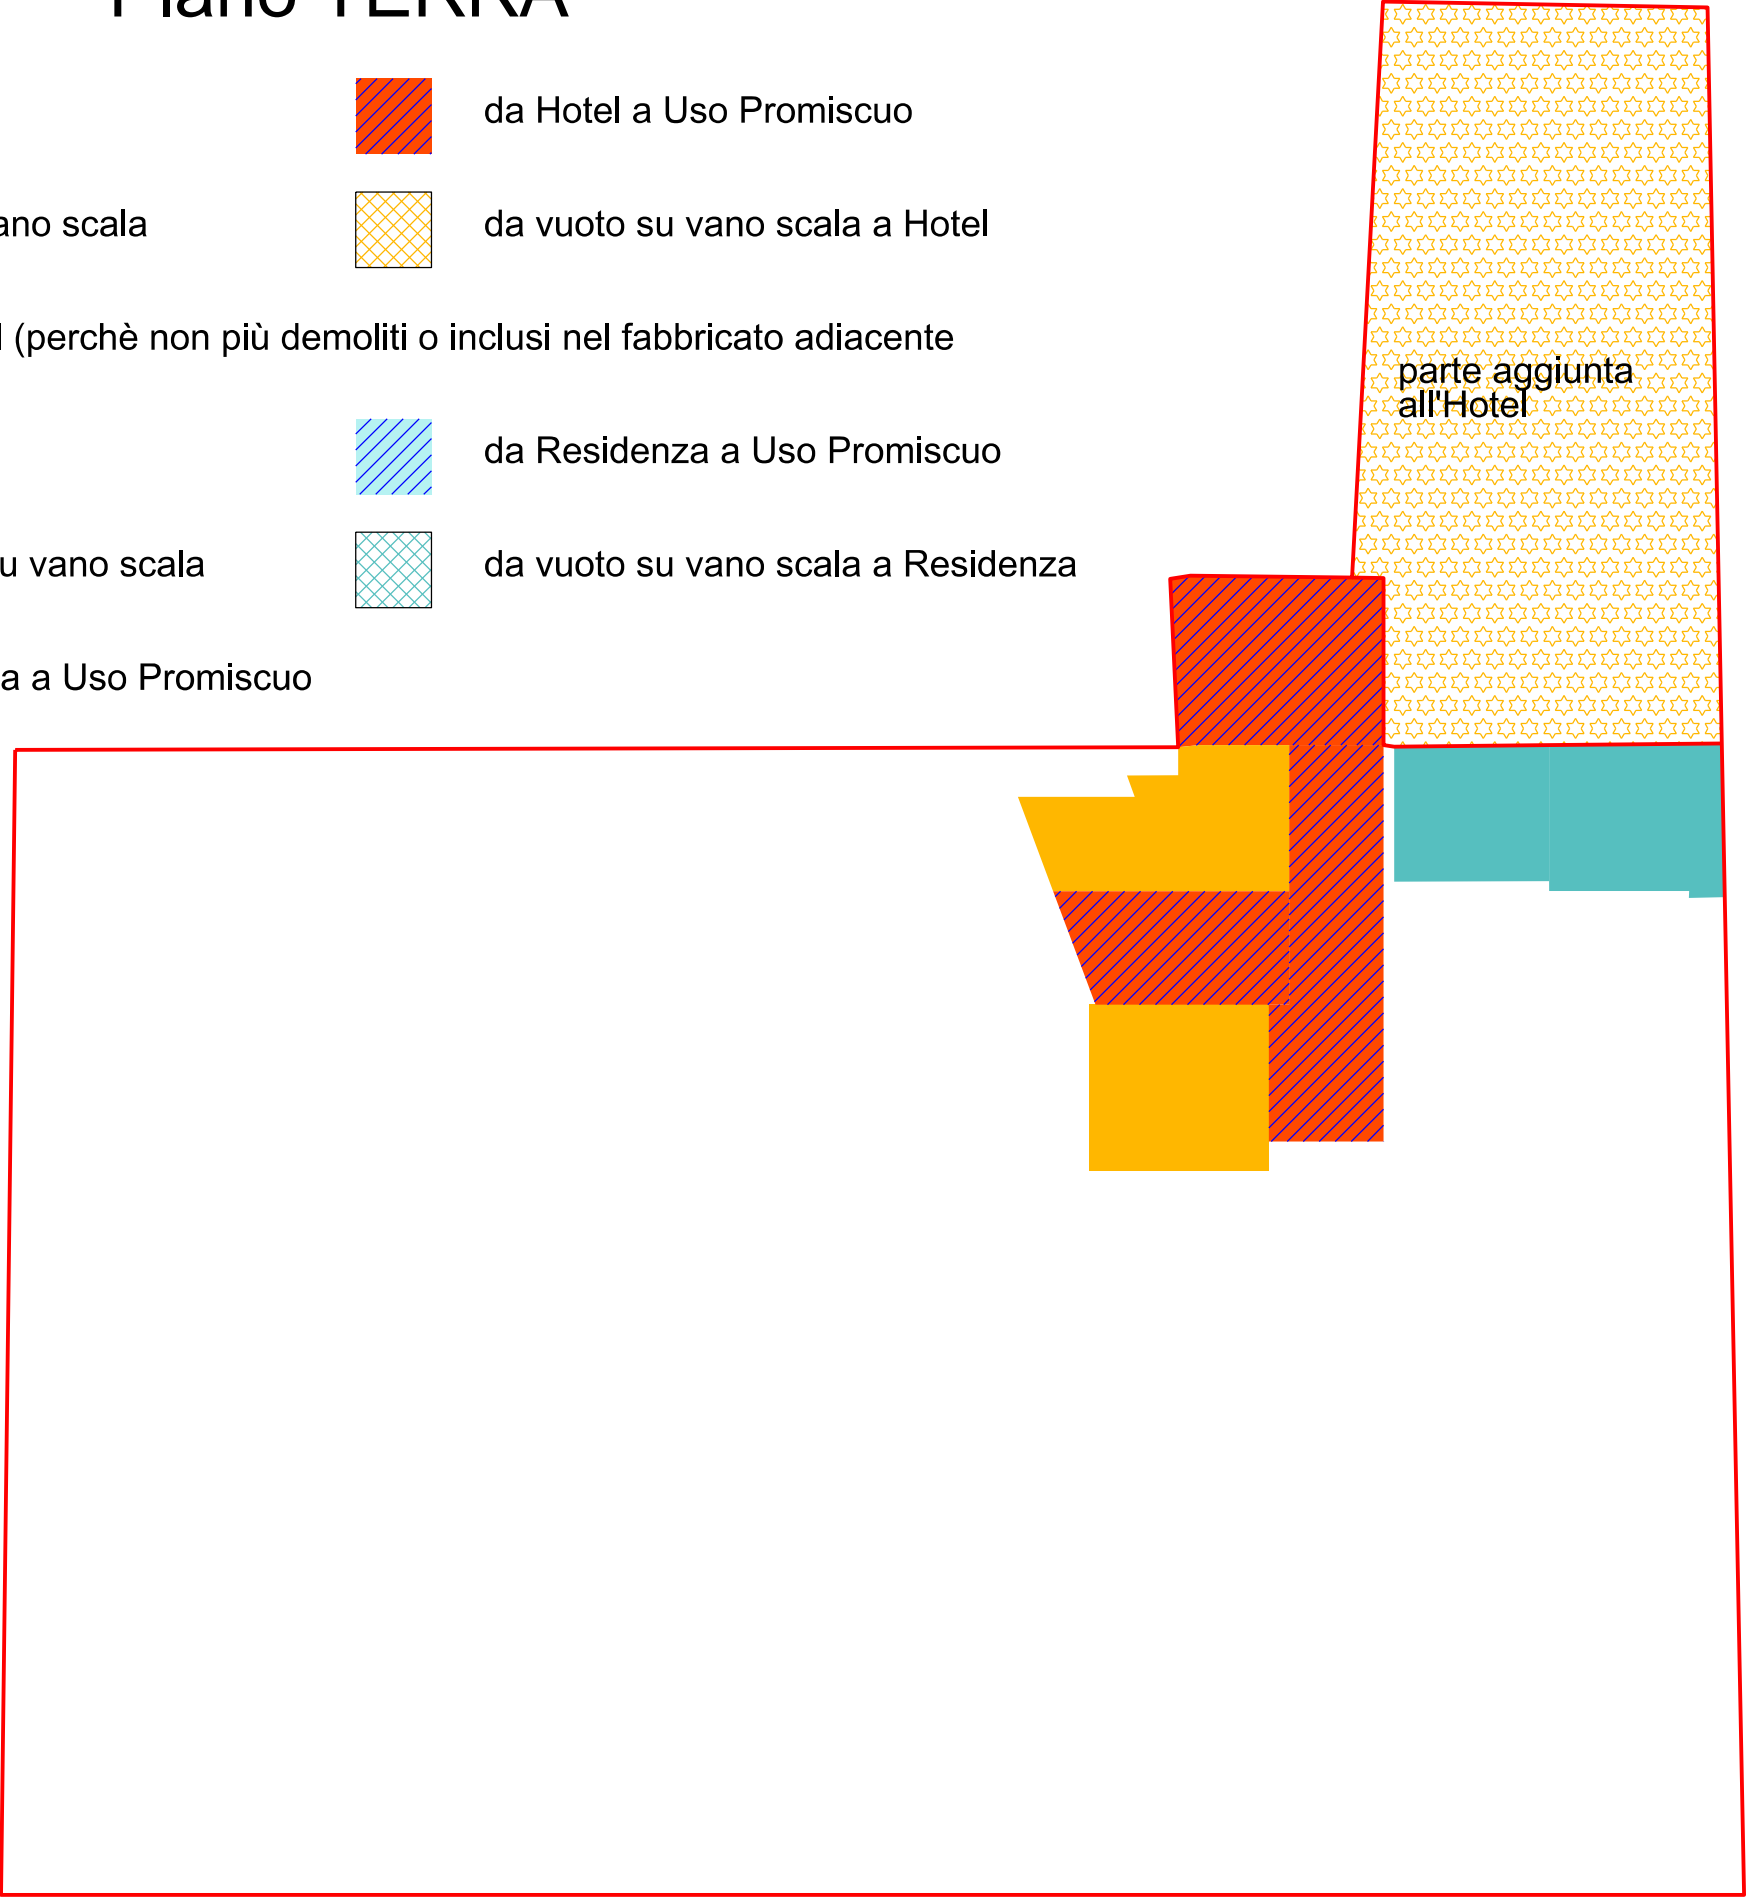 Piano TERRA
da Hotel a Uso Promiscuo
ano scala
da vuoto su vano scala a Hotel
(perchè non più demoliti o inclusi nel fabbricato adiacente
parte aggiunta
all'Hotel
da Residenza a Uso Promiscuo
vano scala
da vuoto su vano scala a Residenza
a a Uso Promiscuo